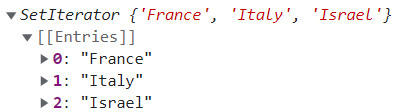 ▼ SetIterator {'France', 'Italy', 'Israel'}
▼ [[Entries]]
▶ 0: "France"
▶ 1: "Italy"
▶ 2: "Israel"